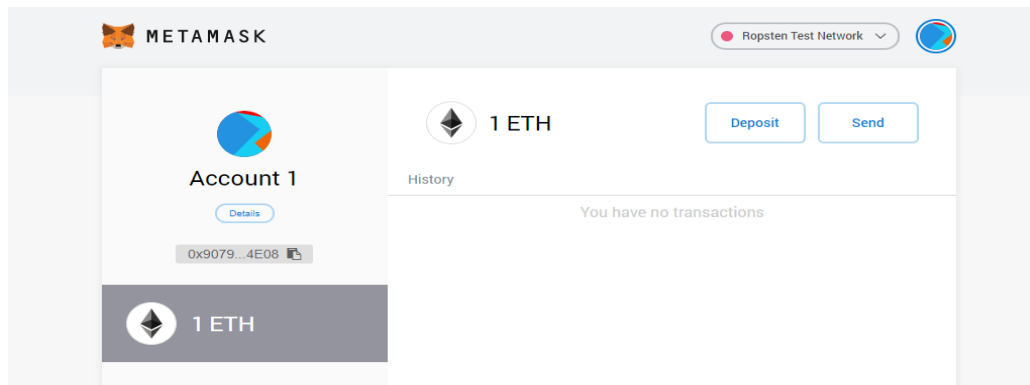 METAMASK
Ropsten Test Network
Account 1
Details
0x9079...4E08
1 ETH
1 ETH
Deposit
Send
History
You have no transactions